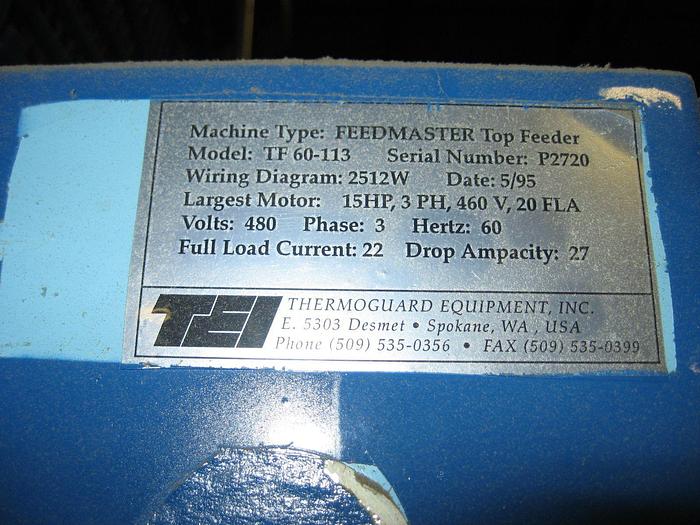 Machine Type: FEEDMASTER Top Feeder
Model: TF 60-113 Serial Number: P2720
Wiring Diagram: 2512W Date: 5/95
Largest Motor: 15HP, 3 PH, 460 V, 20 FLA
Volts: 480 Phase: 3 Hertz: 60
Full Load Current: 22 Drop Ampacity: 27
TEI
THERMOGUARD EQUIPMENT, INC.
E. 5303 Desmet • Spokane, WA , USA
Phone (509) 535-0356 • FAX (509) 535-0399